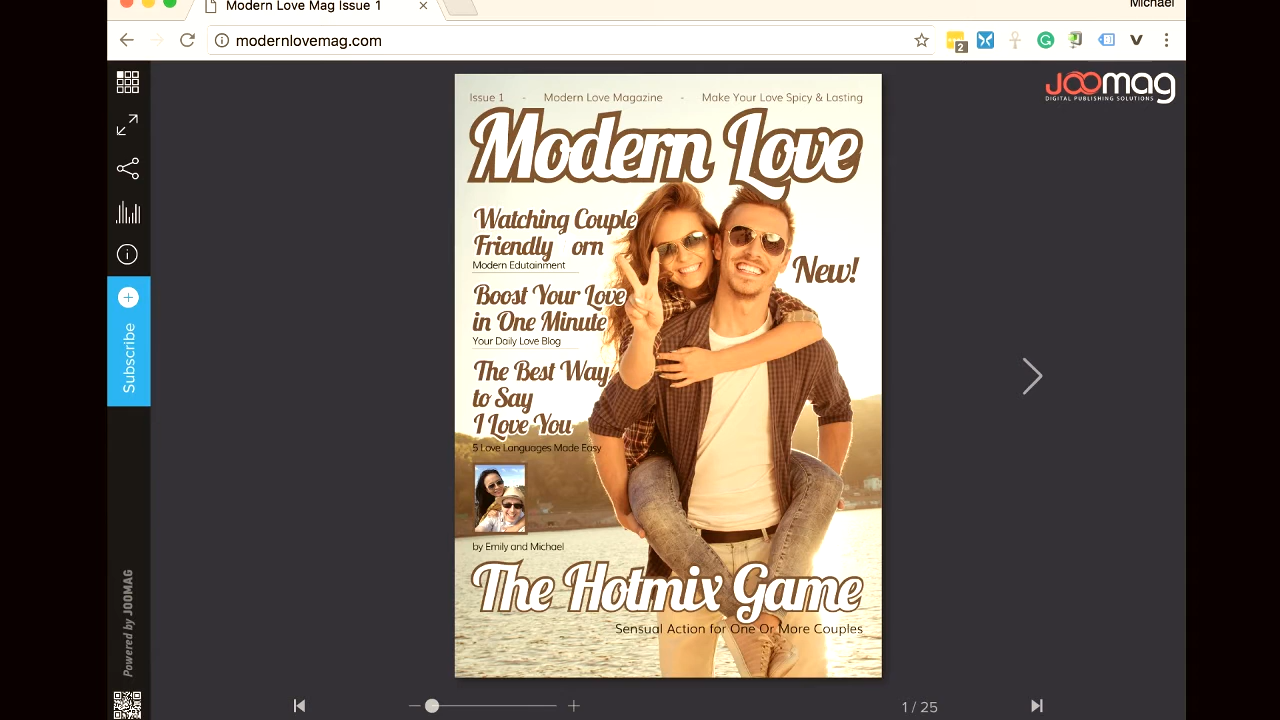 Modern Love Mag Issue 1
Michael
modernlovemag.com
2
JOOMAG
DIGITAL PUBLISHING SOLUTIONS
Issue 1 - Modern Love Magazine - Make Your Love Spicy & Lasting
Modern Love
Watching Couple
Friendly orn
Modern Edutainment
New!
Boost Your Love
in One Minute
Your Daily Love Blog
The Best Way
to Say
I Love You
5 Love Languages Made Easy
by Emily and Michael
The Hotmix Game
Sensual Action for One Or More Couples
Subscribe
Powered by JOOMAG
1 / 25